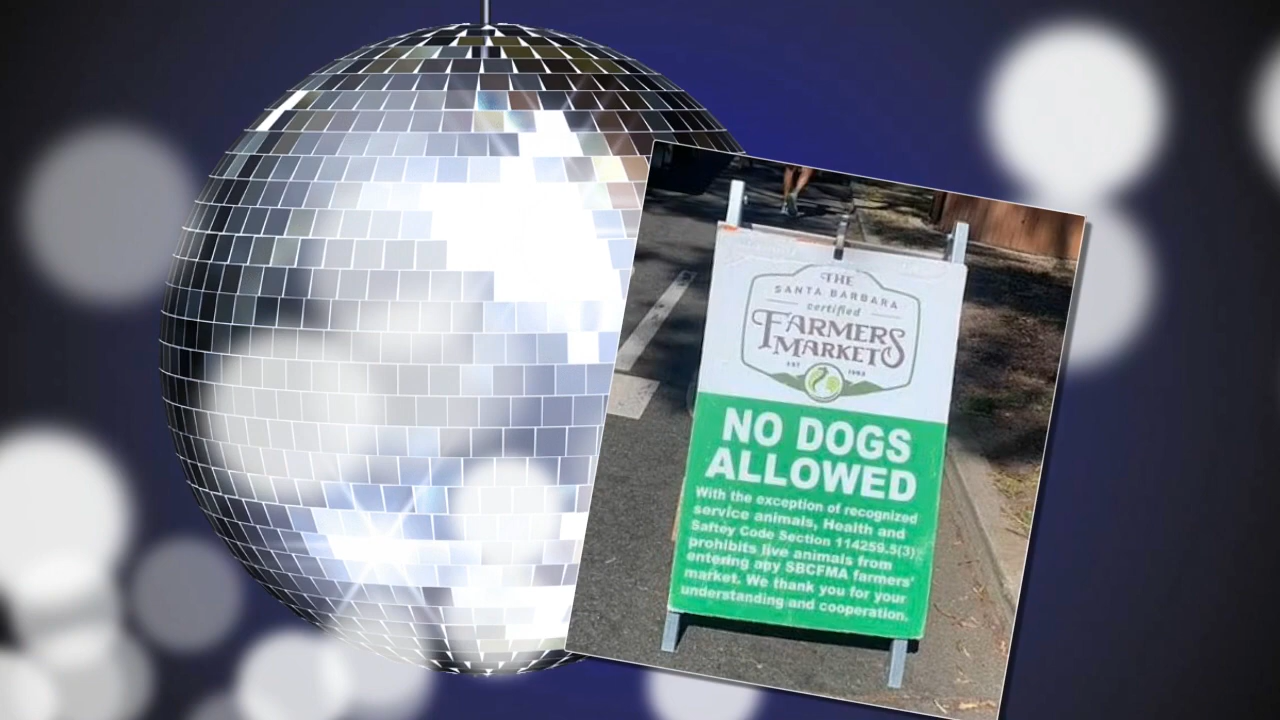 THE
SANTA BARBARA
certified
FARMERS
MARKET
EST 1983
NO DOGS
ALLOWED
With the exception of recognized
service animals, Health and
Saftey Code Section 114259.5(3)
prohibits live animals from
entering any SBCFMA farmers'
market. We thank you for your
understanding and cooperation.